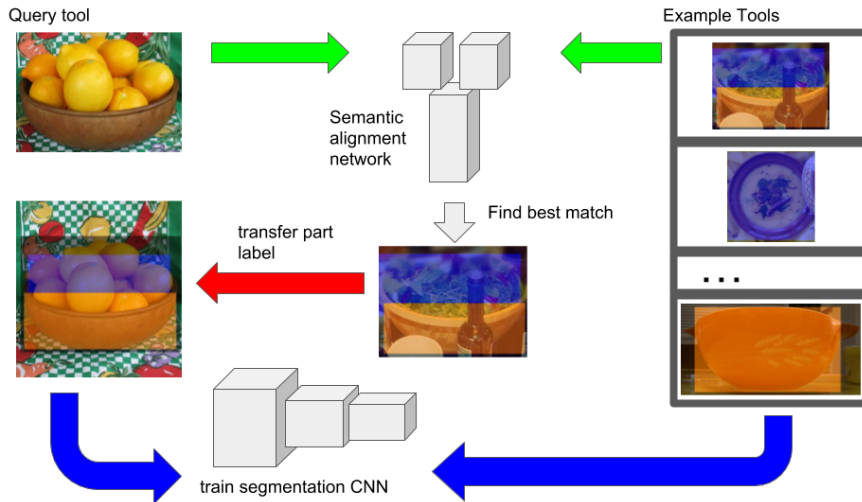 Query tool
Example Tools
Semantic
alignment
network
Find best match
transfer part
label
...
train segmentation CNN